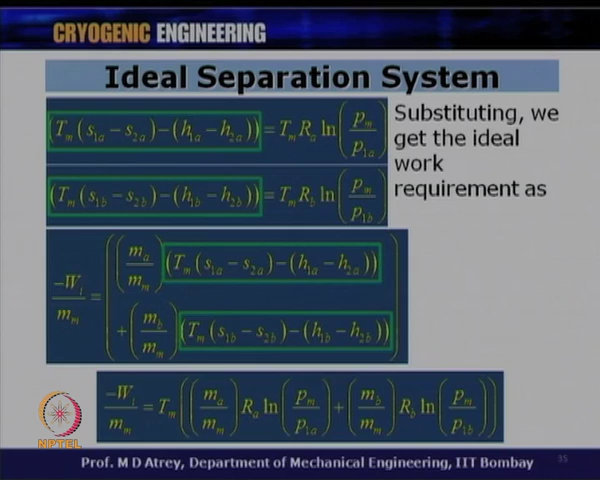 CRYOGENIC ENGINEERING
Ideal Separation System
(T_m(s_1a − s_2a) − (h_1a − h_2a)) = T_m R_a ln(p_m / p_1a)
Substituting, we
get the ideal
work
requirement as
(T_m(s_1b − s_2b) − (h_1b − h_2b)) = T_m R_b ln(p_m / p_1b)
−W_i / m_m = ((m_a / m_m)(T_m(s_1a − s_2a) − (h_1a − h_2a))
+ (m_b / m_m)(T_m(s_1b − s_2b) − (h_1b − h_2b)))
−W_i / m_m = T_m((m_a / m_m) R_a ln(p_m / p_1a) + (m_b / m_m) R_b ln(p_m / p_1b))
NPTEL
Prof. M D Atrey, Department of Mechanical Engineering, IIT Bombay
35